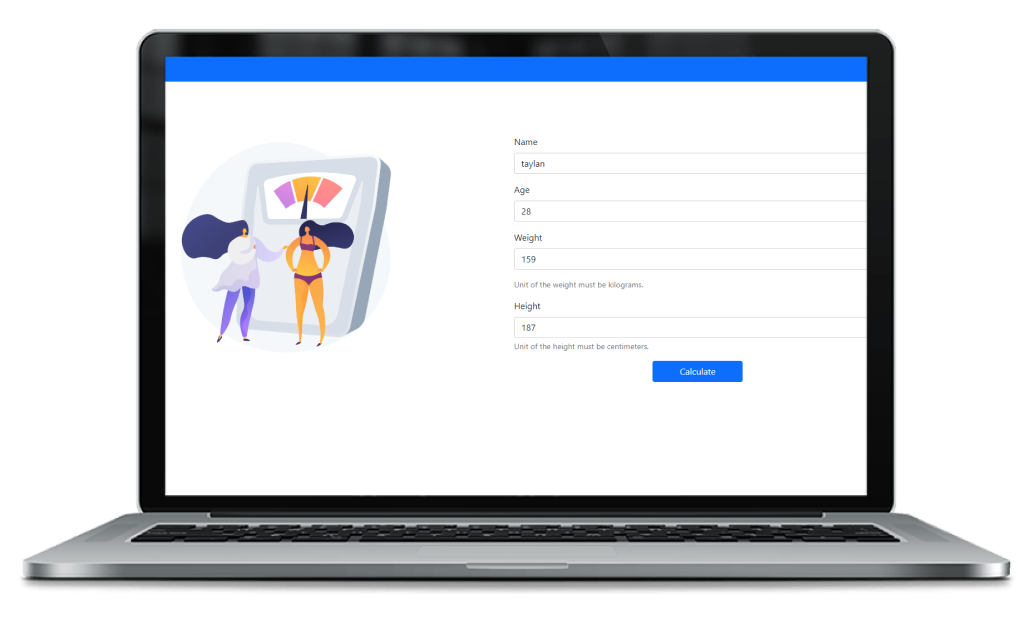 Name
taylan
Age
28
Weight
159
Unit of the weight must be kilograms.
Height
187
Unit of the height must be centimeters.
Calculate